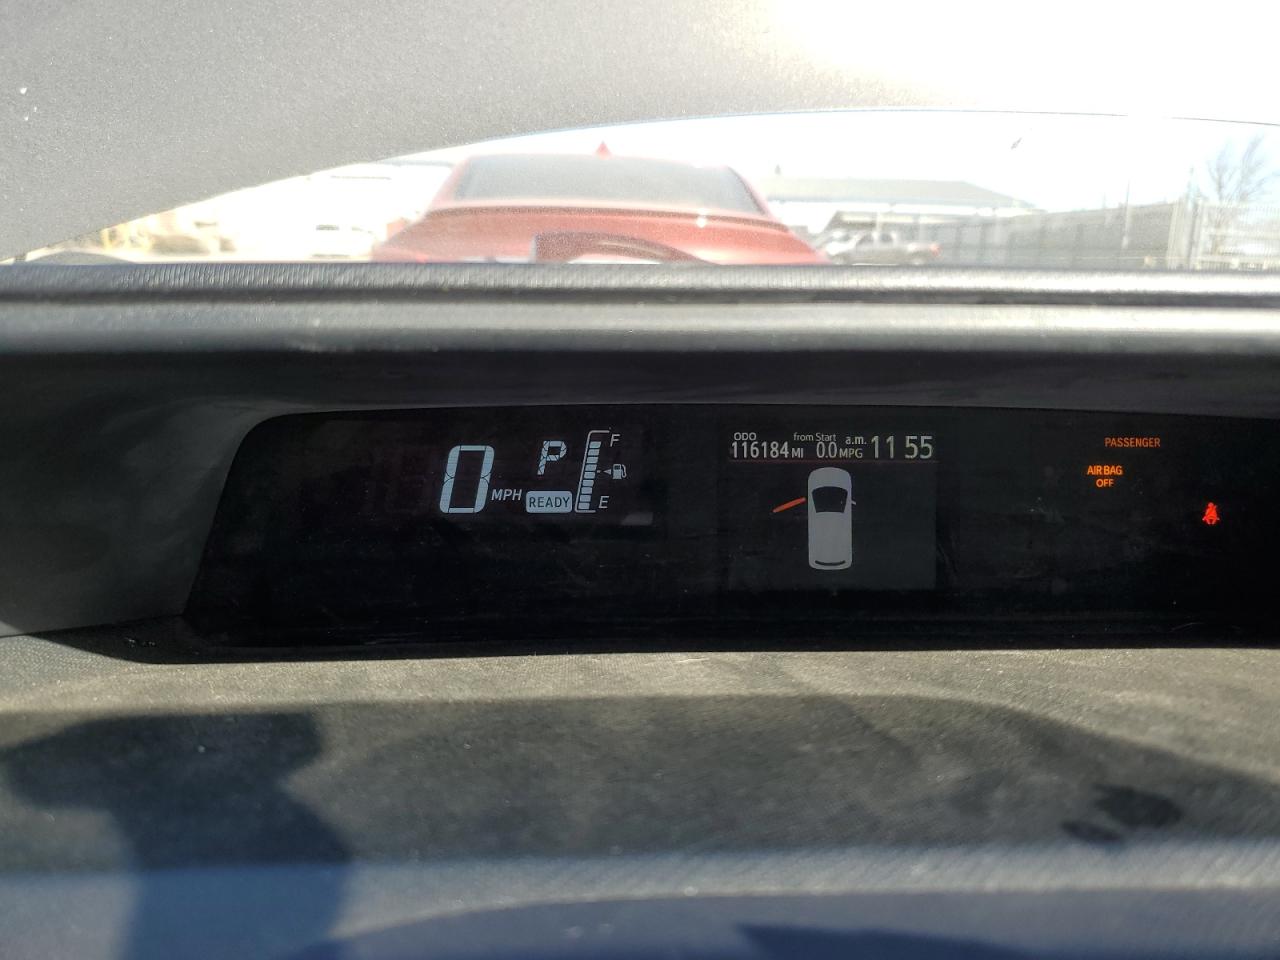 0 MPH
P
READY
F
E
ODO
116184 MI
from Start
0.0 MPG
a.m. 11 55
PASSENGER
AIR BAG
OFF